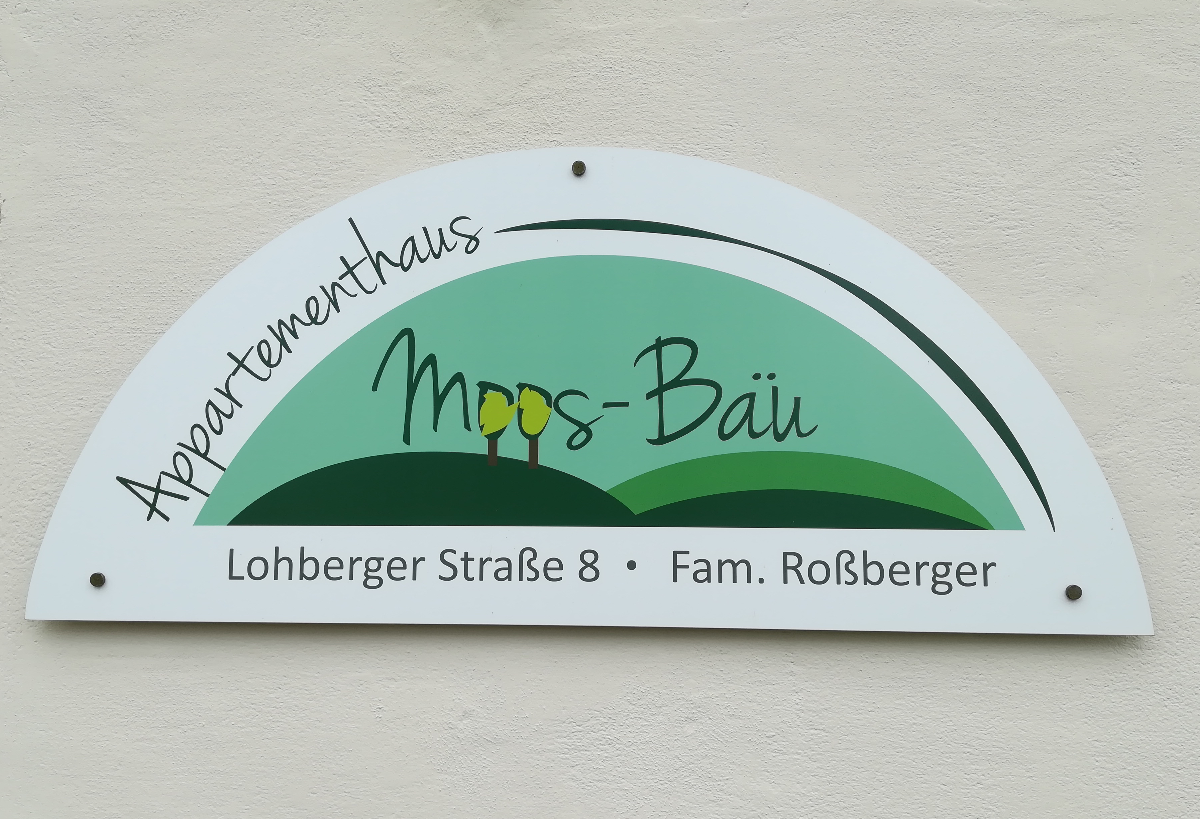 Appartementhaus
Moos-Bäu
Lohberger Straße 8 • Fam. Roßberger